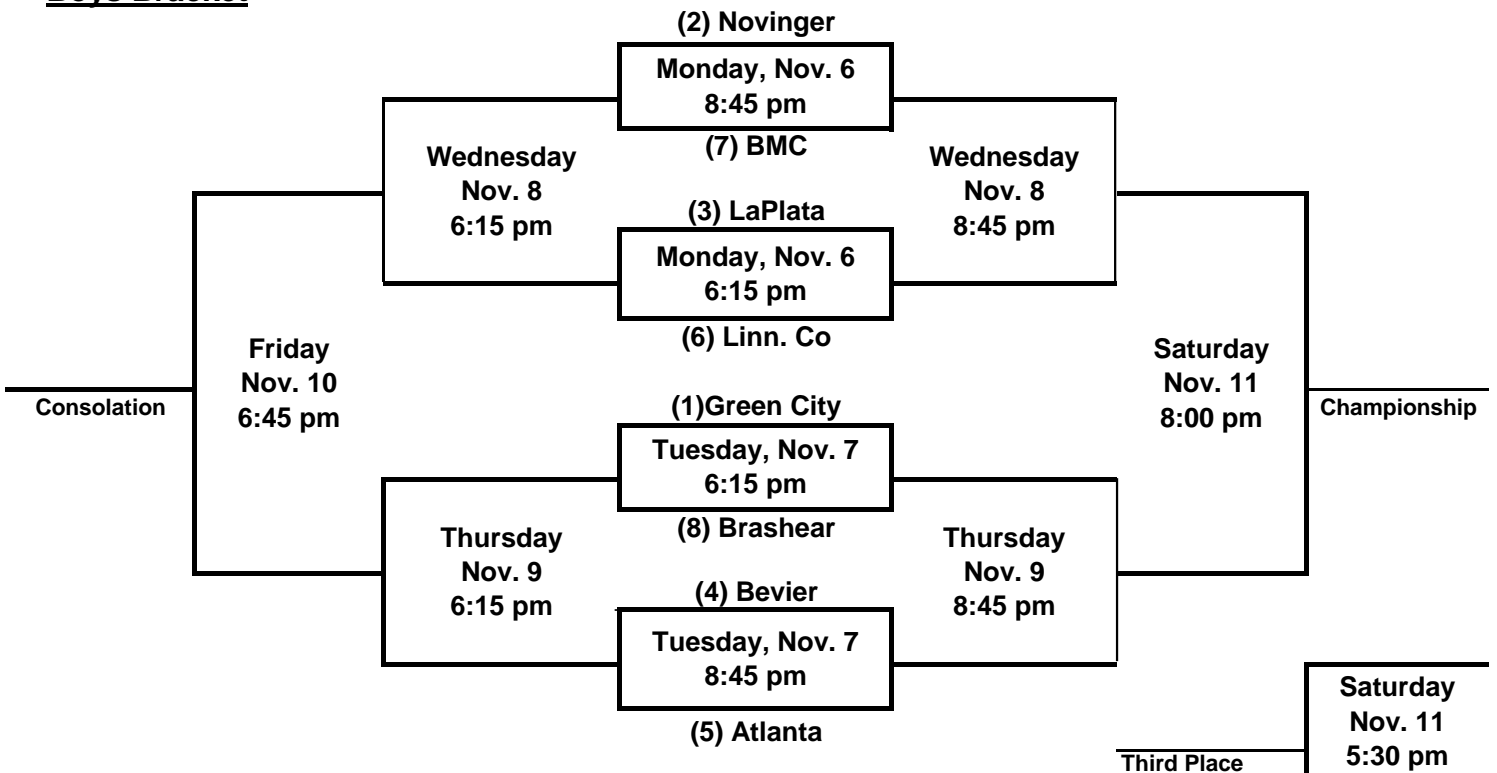 (2) Novinger
Monday, Nov. 6
8:45 pm
(7) BMC
Wednesday
Nov. 8
6:15 pm
Wednesday
Nov. 8
8:45 pm
(3) LaPlata
Monday, Nov. 6
6:15 pm
(6) Linn. Co
Friday
Nov. 10
6:45 pm
Consolation
Saturday
Nov. 11
8:00 pm
Championship
(1)Green City
Tuesday, Nov. 7
6:15 pm
(8) Brashear
Thursday
Nov. 9
6:15 pm
Thursday
Nov. 9
8:45 pm
(4) Bevier
Tuesday, Nov. 7
8:45 pm
(5) Atlanta
Saturday
Nov. 11
5:30 pm
Third Place